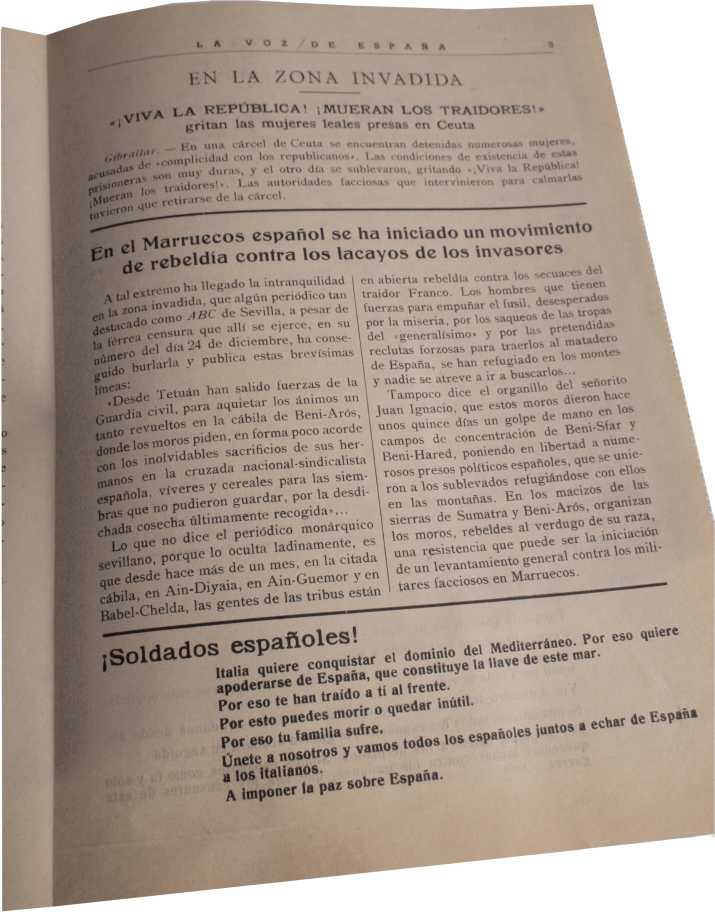 LA VOZ DE ESPAÑA 3
EN LA ZONA INVADIDA
«¡VIVA LA REPÚBLICA! ¡MUERAN LOS TRAIDORES!»
gritan las mujeres leales presas en Ceuta
Gibraltar. — En una cárcel de Ceuta se encuentran detenidas numerosas mujeres,
acusadas de «complicidad con los republicanos». Las condiciones de existencia de estas
prisioneras son muy duras, y el otro día se sublevaron, gritando «¡Viva la República!
¡Mueran los traidores!». Las autoridades facciosas que intervinieron para calmarlas
tuvieron que retirarse de la cárcel.
En el Marruecos español se ha iniciado un movimiento
de rebeldía contra los lacayos de los invasores
A tal extremo ha llegado la intranquilidad
en la zona invadida, que algún periódico tan
destacado como ABC de Sevilla, a pesar de
la férrea censura que allí se ejerce, en su
número del día 24 de diciembre, ha conse-
guido burlarla y publica estas brevísimas
líneas:
«Desde Tetuán han salido fuerzas de la
Guardia civil, para aquietar los ánimos un
tanto revueltos en la cábila de Beni-Arós,
donde los moros piden, en forma poco acorde
con los inolvidables sacrificios de sus her-
manos en la cruzada nacional-sindicalista
española, víveres y cereales para las siem-
bras que no pudieron guardar, por la desdi-
chada cosecha últimamente recogida»...
Lo que no dice el periódico monárquico
sevillano, porque lo oculta ladinamente, es
que desde hace más de un mes, en la citada
cábila, en Ain-Diyaia, en Ain-Guemor y en
Babel-Chelda, las gentes de las tribus están
en abierta rebeldía contra los secuaces del
traidor Franco. Los hombres que tienen
fuerzas para empuñar el fusil, desesperados
por la miseria, por los saqueos de las tropas
del «generalísimo» y por las pretendidas
reclutas forzosas para traerlos al matadero
de España, se han refugiado en los montes
y nadie se atreve a ir a buscarlos...
Tampoco dice el organillo del señorito
Juan Ignacio, que estos moros dieron hace
unos quince días un golpe de mano en los
campos de concentración de Beni-Sfar y
Beni-Hared, poniendo en libertad a nume-
rosos presos políticos españoles, que se unie-
ron a los sublevados refugiándose con ellos
en las montañas. En los macizos de las
sierras de Sumatra y Beni-Arós, organizan
los moros, rebeldes al verdugo de su raza,
una resistencia que puede ser la iniciación
de un levantamiento general contra los mili-
tares facciosos en Marruecos.
¡Soldados españoles!
Italia quiere conquistar el dominio del Mediterráneo. Por eso quiere
apoderarse de España, que constituye la llave de este mar.
Por eso te han traído a tí al frente.
Por esto puedes morir o quedar inútil.
Por eso tu familia sufre.
Únete a nosotros y vamos todos los españoles juntos a echar de España
a los italianos.
A imponer la paz sobre España.